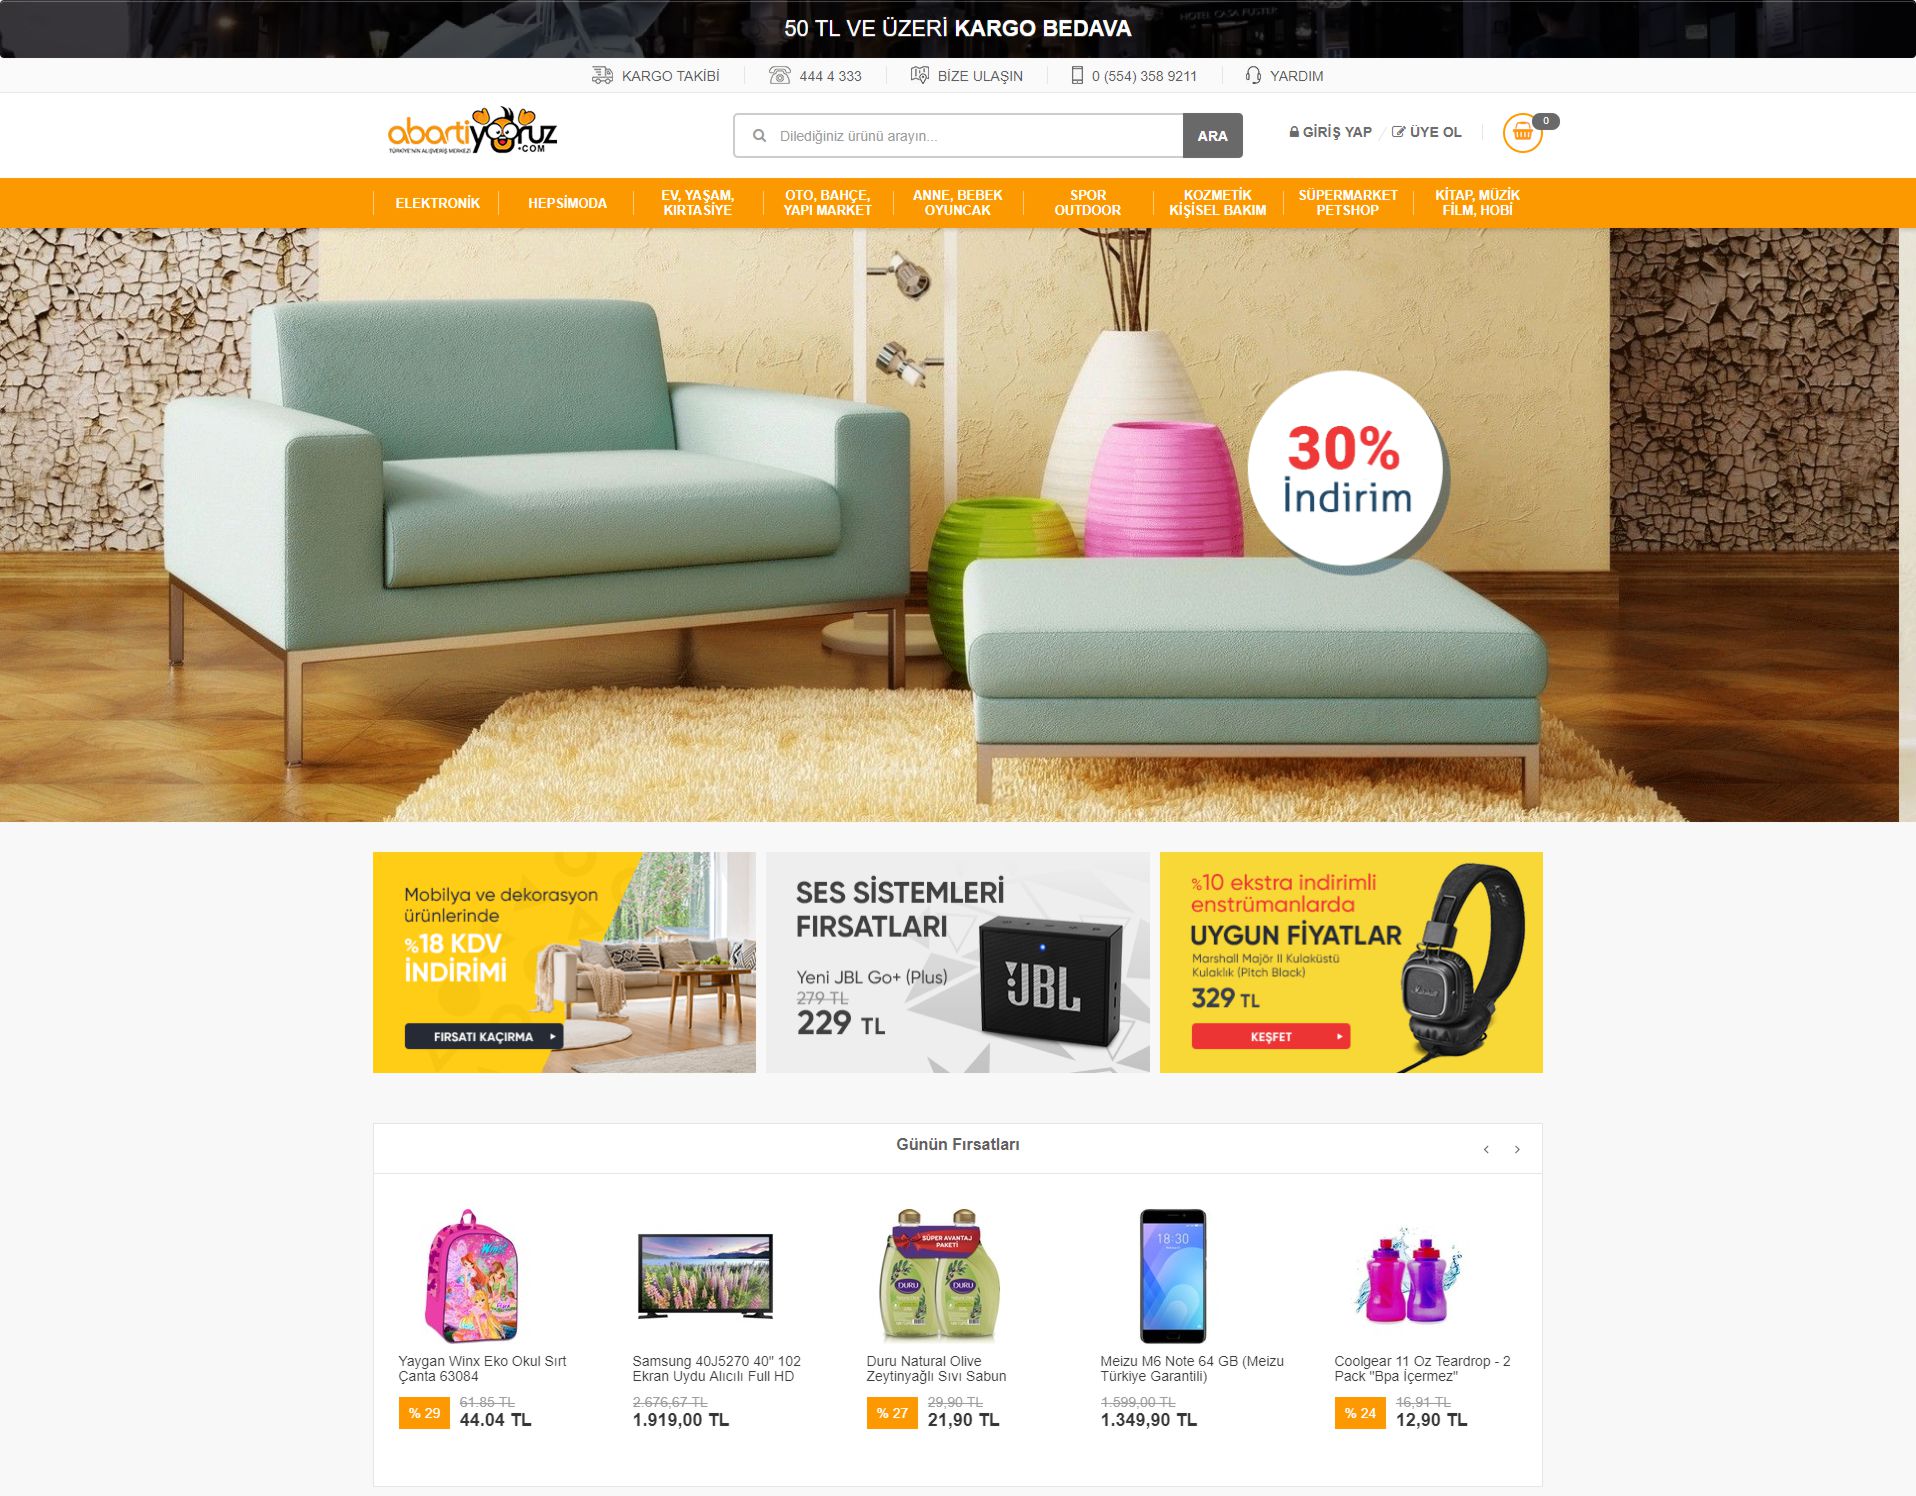 50 TL VE ÜZERİ KARGO BEDAVA
KARGO TAKİBİ
444 4 333
BİZE ULAŞIN
0 (554) 358 9211
YARDIM
abartiyoruz
.COM
TÜRKİYE'NİN ALIŞVERİŞ MERKEZİ
Dilediğiniz ürünü arayın...
ARA
GİRİŞ YAP
ÜYE OL
0
ELEKTRONİK
HEPSİMODA
EV, YAŞAM,
KIRTASİYE
OTO, BAHÇE,
YAPI MARKET
ANNE, BEBEK
OYUNCAK
SPOR
OUTDOOR
KOZMETİK
KİŞİSEL BAKIM
SÜPERMARKET
PETSHOP
KİTAP, MÜZİK
FİLM, HOBİ
30%
İndirim
Mobilya ve dekorasyon
ürünlerinde
%18 KDV
İNDİRİMİ
FIRSATI KAÇIRMA
SES SİSTEMLERİ
FIRSATLARI
Yeni JBL Go+ (Plus)
279 TL
229 TL
JBL
%10 ekstra indirimli
enstrümanlarda
UYGUN FİYATLAR
Marshall Majör II Kulaküstü
Kulaklık (Pitch Black)
329 TL
KEŞFET
Günün Fırsatları
Winx
SÜPER AVANTAJ
PAKETİ
DURU
DURU
18:30
Yaygan Winx Eko Okul Sırt
Çanta 63084
% 29
61.85 TL
44.04 TL
Samsung 40J5270 40" 102
Ekran Uydu Alıcılı Full HD
2.676,67 TL
1.919,00 TL
Duru Natural Olive
Zeytinyağlı Sıvı Sabun
% 27
29,90 TL
21,90 TL
Meizu M6 Note 64 GB (Meizu
Türkiye Garantili)
1.599,00 TL
1.349,90 TL
Coolgear 11 Oz Teardrop - 2
Pack "Bpa İçermez"
% 24
16,91 TL
12,90 TL